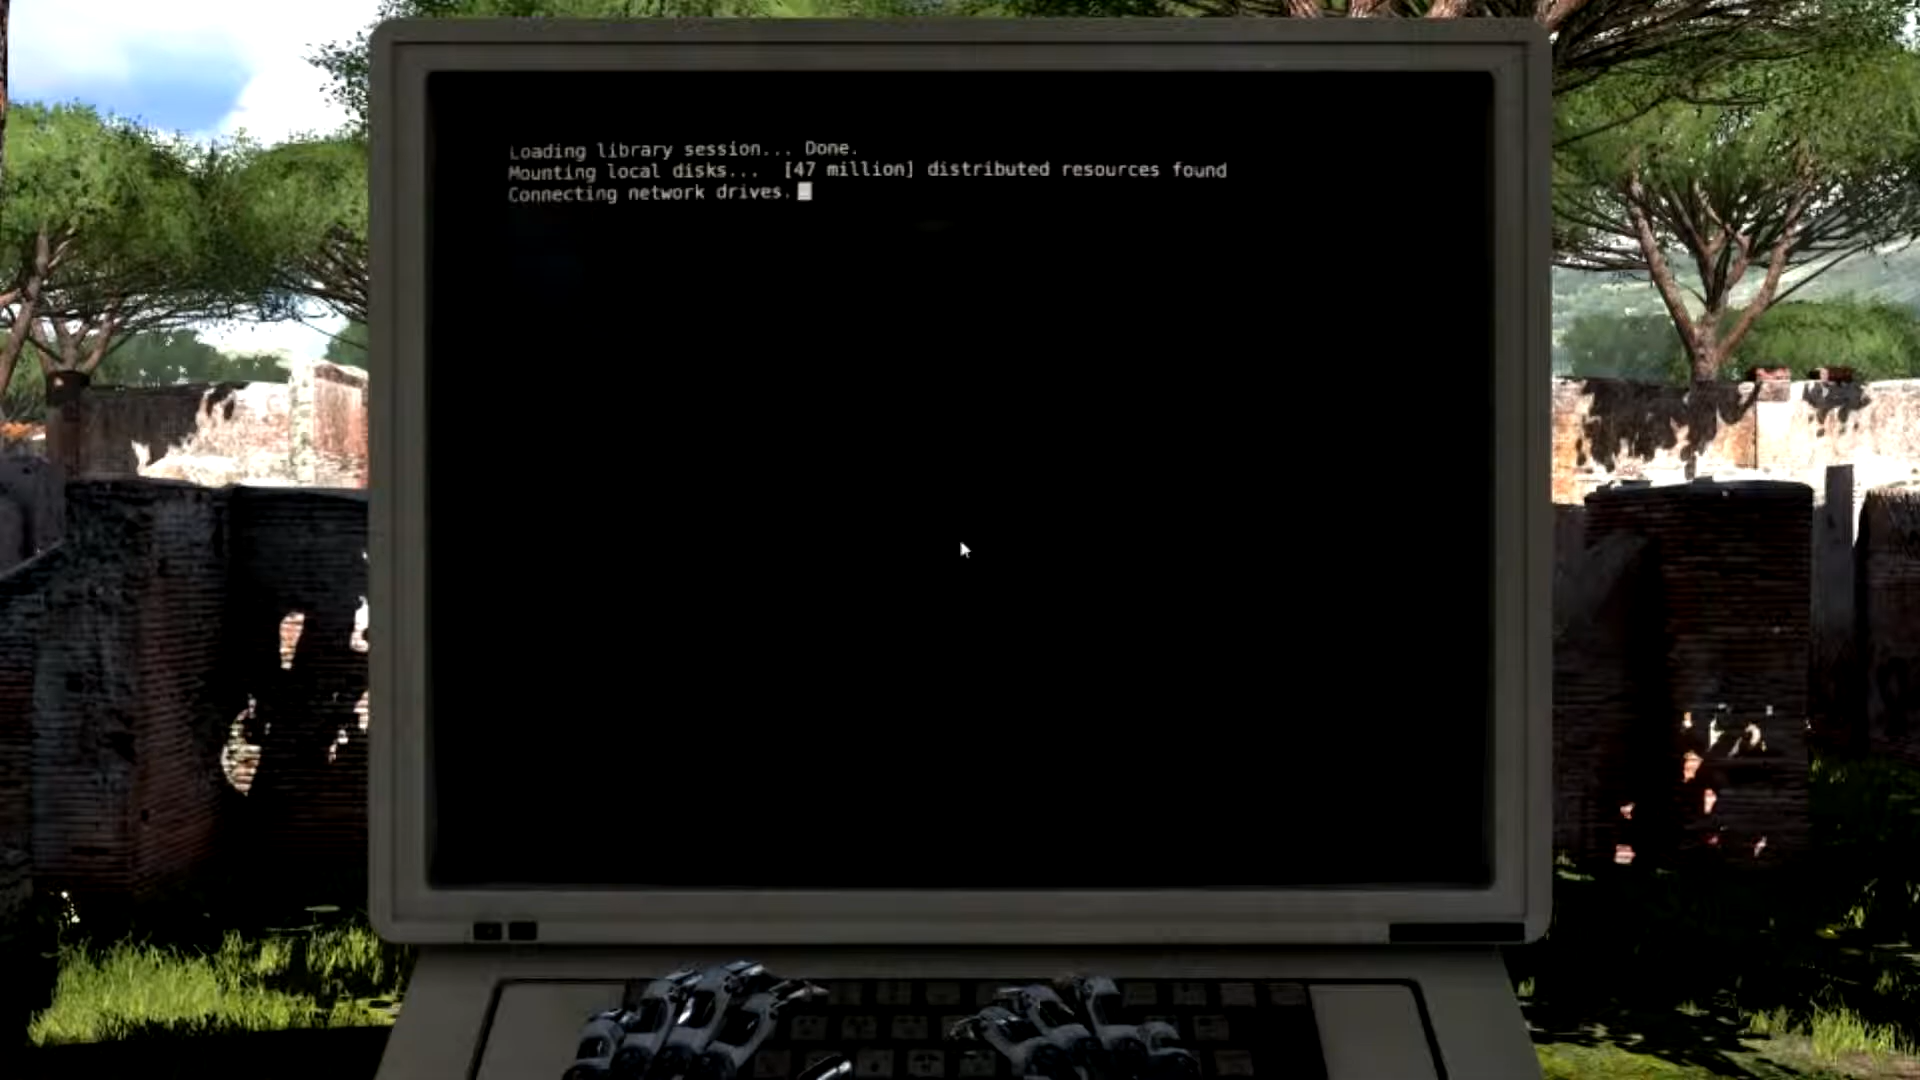 Loading library session... Done.
Mounting local disks...  [47 million] distributed resources found
Connecting network drives.